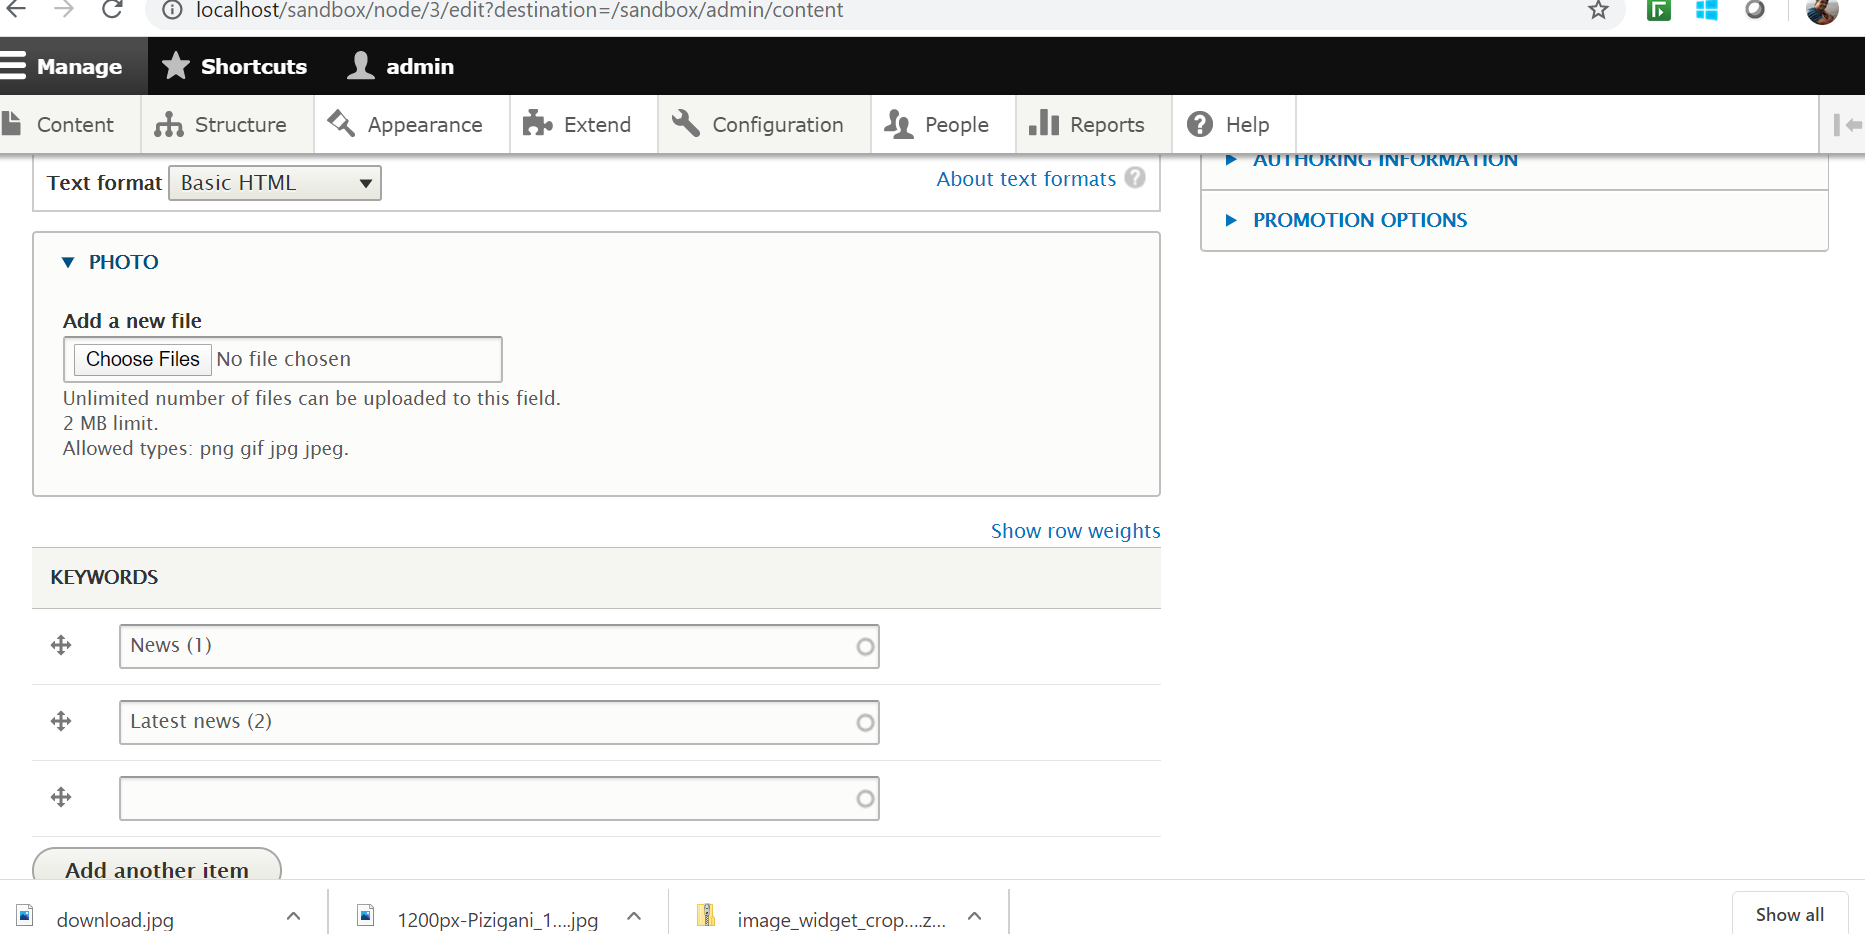 localhost/sandbox/node/3/edit?destination=/sandbox/admin/content
Manage Shortcuts admin
Content Structure Appearance Extend Configuration People Reports Help
Text format Basic HTML About text formats
AUTHORING INFORMATION
PROMOTION OPTIONS
PHOTO
Add a new file
Choose Files No file chosen
Unlimited number of files can be uploaded to this field.
2 MB limit.
Allowed types: png gif jpg jpeg.
Show row weights
KEYWORDS
News (1)
Latest news (2)
Add another item
download.jpg 1200px-Pizigani_1....jpg image_widget_crop....z... Show all